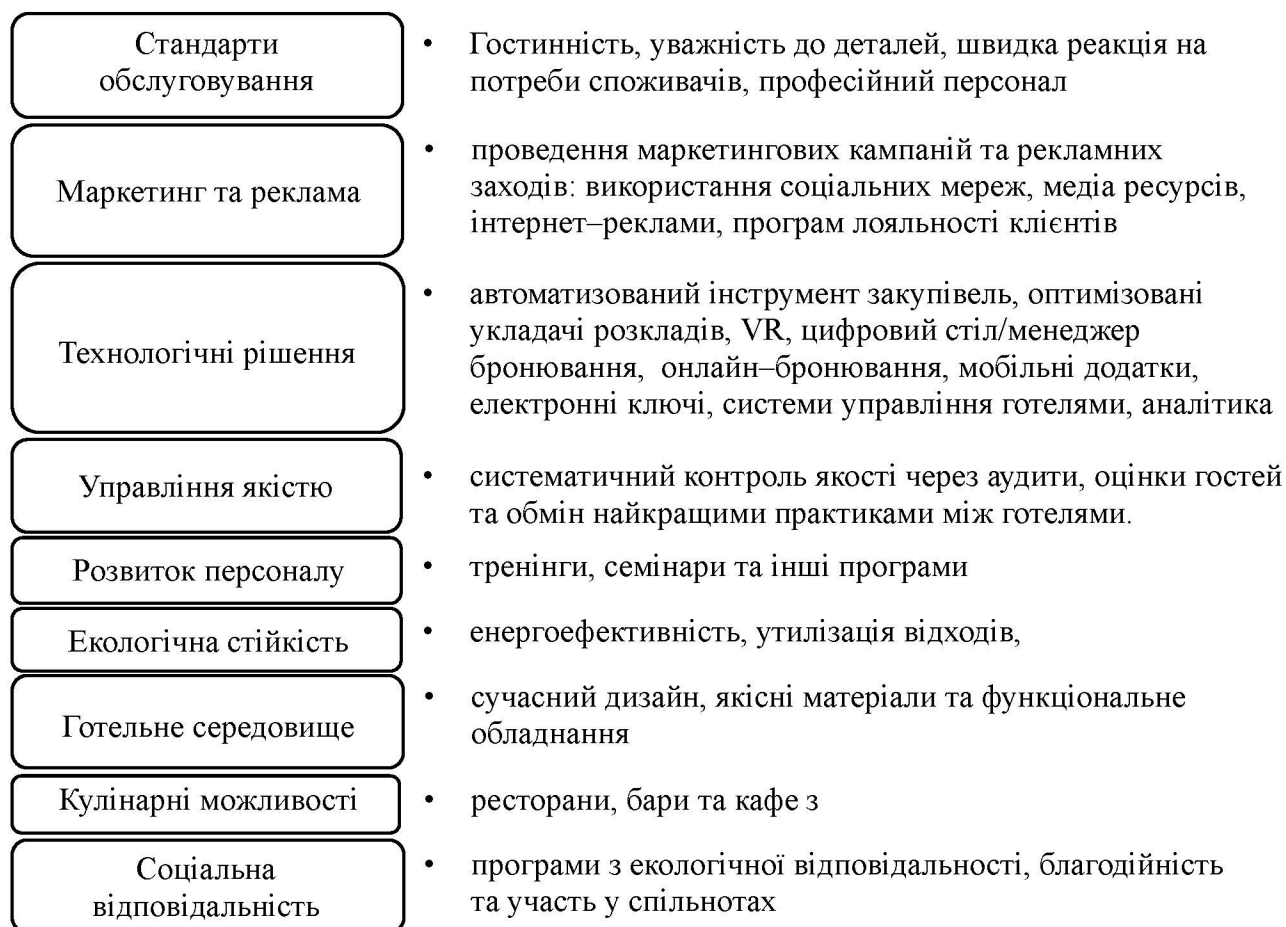 Стандарти
обслуговування
• Гостинність, уважність до деталей, швидка реакція на
потреби споживачів, професійний персонал
Маркетинг та реклама
• проведення маркетингових кампаній та рекламних
заходів: використання соціальних мереж, медіа ресурсів,
інтернет–реклами, програм лояльності клієнтів
Технологічні рішення
• автоматизований інструмент закупівель, оптимізовані
укладачі розкладів, VR, цифровий стіл/менеджер
бронювання, онлайн–бронювання, мобільні додатки,
електронні ключі, системи управління готелями, аналітика
Управління якістю
• систематичний контроль якості через аудити, оцінки гостей
та обмін найкращими практиками між готелями.
Розвиток персоналу
• тренінги, семінари та інші програми
Екологічна стійкість
• енергоефективність, утилізація відходів,
Готельне середовище
• сучасний дизайн, якісні матеріали та функціональне
обладнання
Кулінарні можливості
• ресторани, бари та кафе з
Соціальна
відповідальність
• програми з екологічної відповідальності, благодійність
та участь у спільнотах